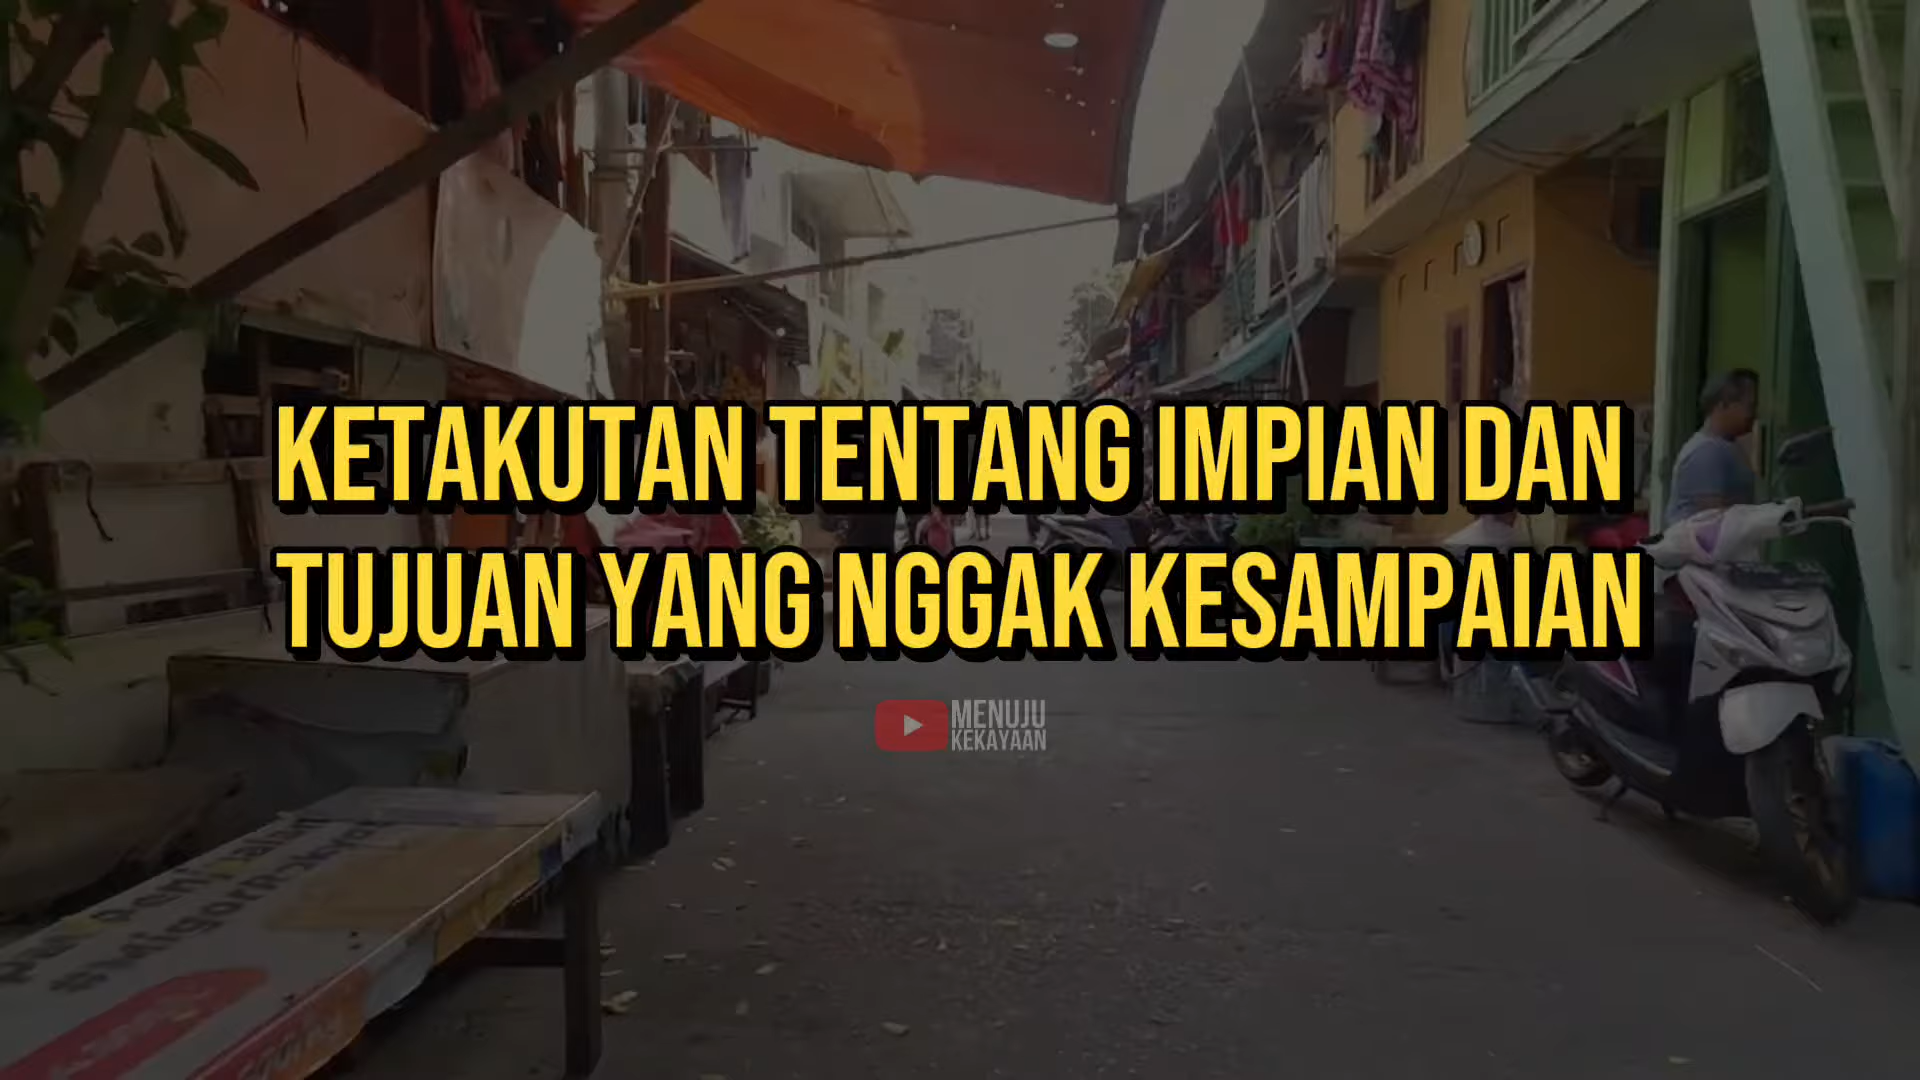 KETAKUTAN TENTANG IMPIAN DAN
TUJUAN YANG NGGAK KESAMPAIAN
MENUJU
KEKAYAAN